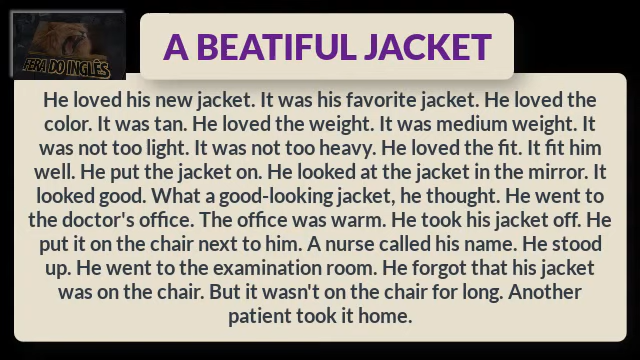 FERA DO INGLÊS
A BEATIFUL JACKET
He loved his new jacket. It was his favorite jacket. He loved the
color. It was tan. He loved the weight. It was medium weight. It
was not too light. It was not too heavy. He loved the fit. It fit him
well. He put the jacket on. He looked at the jacket in the mirror. It
looked good. What a good-looking jacket, he thought. He went to
the doctor's office. The office was warm. He took his jacket off. He
put it on the chair next to him. A nurse called his name. He stood
up. He went to the examination room. He forgot that his jacket
was on the chair. But it wasn't on the chair for long. Another
patient took it home.